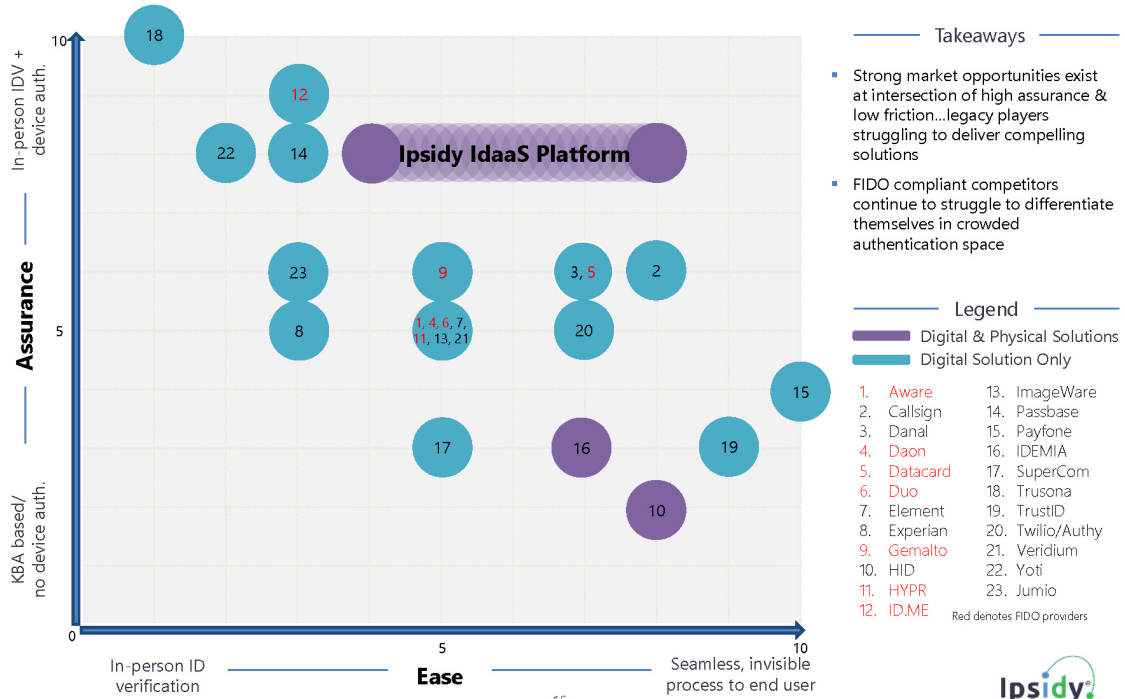 10
In-person IDV +
device auth.
Assurance
5
KBA based/
no device auth.
0
18
12
22
14
Ipsidy IdaaS Platform
23
9
3, 5
2
8
1, 4, 6, 7,
11, 13, 21
20
15
17
16
19
10
5
10
In-person ID
verification
Ease
Seamless, invisible
process to end user
Takeaways
▪ Strong market opportunities exist
at intersection of high assurance &
low friction...legacy players
struggling to deliver compelling
solutions
▪ FIDO compliant competitors
continue to struggle to differentiate
themselves in crowded
authentication space
Legend
Digital & Physical Solutions
Digital Solution Only
1. Aware
2. Callsign
3. Danal
4. Daon
5. Datacard
6. Duo
7. Element
8. Experian
9. Gemalto
10. HID
11. HYPR
12. ID.ME
13. ImageWare
14. Passbase
15. Payfone
16. IDEMIA
17. SuperCom
18. Trusona
19. TrustID
20. Twilio/Authy
21. Veridium
22. Yoti
23. Jumio
Red denotes FIDO providers
Ipsidy